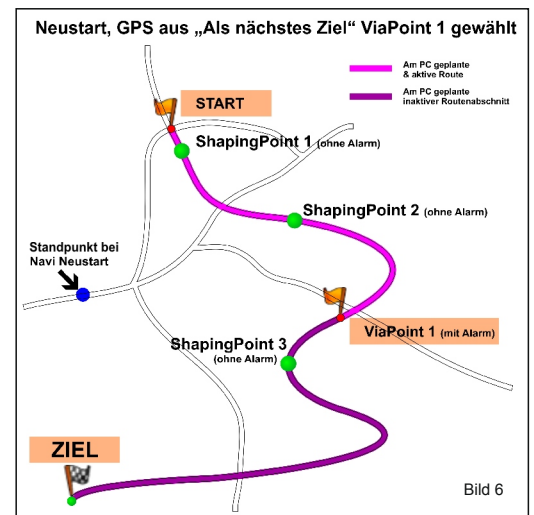 Neustart, GPS aus „Als nächstes Ziel“ ViaPoint 1 gewählt
Am PC geplante
& aktive Route
Am PC geplante
inaktiver Routenabschnitt
START
ShapingPoint 1 (ohne Alarm)
ShapingPoint 2 (ohne Alarm)
Standpunkt bei
Navi Neustart
ViaPoint 1 (mit Alarm)
ShapingPoint 3
(ohne Alarm)
ZIEL
Bild 6